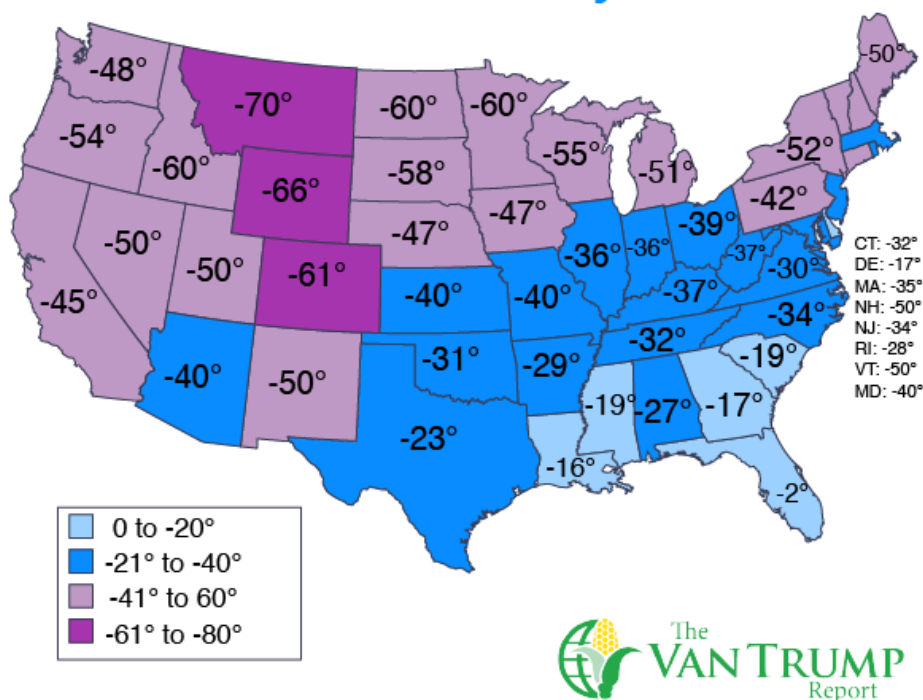 -48°
-70°
-60°
-60°
-50°
-54°
-60°
-66°
-58°
-55°
-51°
-52°
-42°
-50°
-50°
-61°
-47°
-47°
-36°
-36°
-39°
-37°
-30°
-45°
-40°
-40°
-37°
-34°
-40°
-50°
-31°
-29°
-32°
-19°
-23°
-16°
-19°
-27°
-17°
-2°
CT: -32°
DE: -17°
MA: -35°
NH: -50°
NJ: -34°
RI: -28°
VT: -50°
MD: -40°
0 to -20°
-21° to -40°
-41° to 60°
-61° to -80°
The
VAN TRUMP
Report